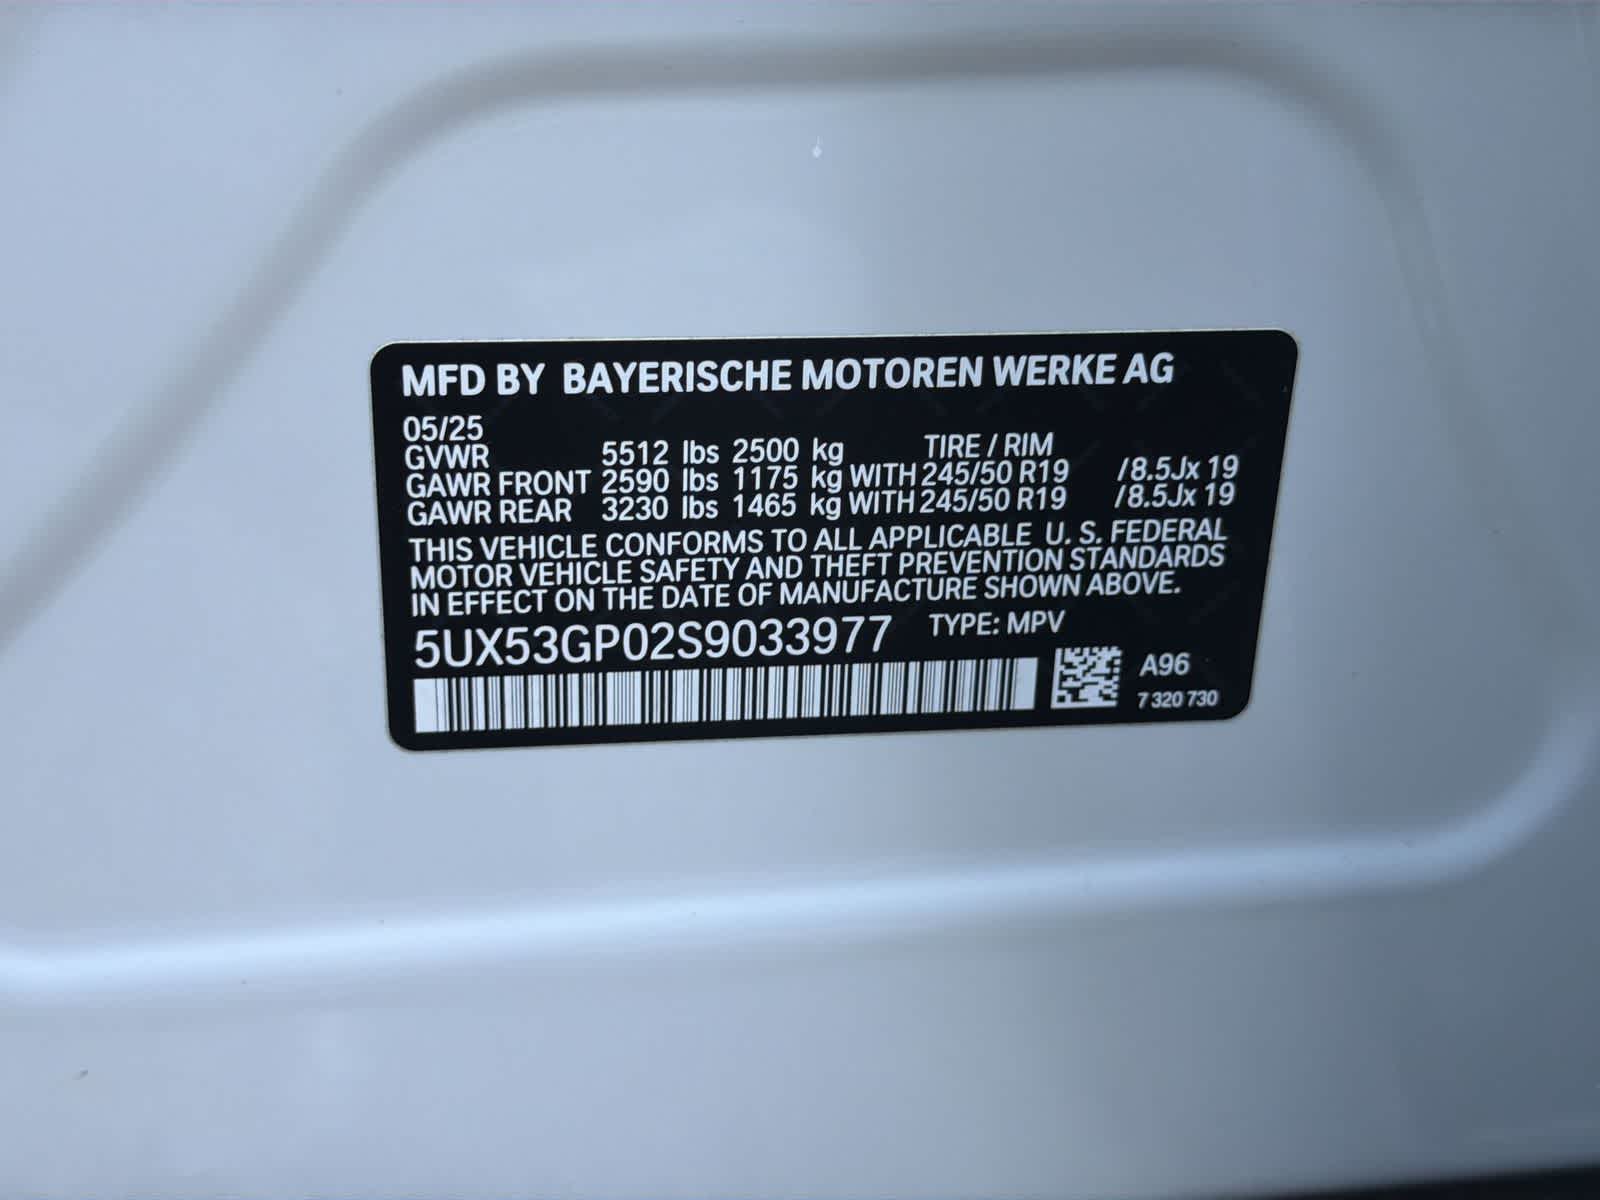 MFD BY BAYERISCHE MOTOREN WERKE AG
05/25
GVWR 5512 lbs 2500 kg TIRE / RIM
GAWR FRONT 2590 lbs 1175 kg WITH 245/50 R19 /8.5Jx 19
GAWR REAR 3230 lbs 1465 kg WITH 245/50 R19 /8.5Jx 19
THIS VEHICLE CONFORMS TO ALL APPLICABLE U. S. FEDERAL
MOTOR VEHICLE SAFETY AND THEFT PREVENTION STANDARDS
IN EFFECT ON THE DATE OF MANUFACTURE SHOWN ABOVE.
5UX53GP02S9033977 TYPE: MPV
A96
7 320 730